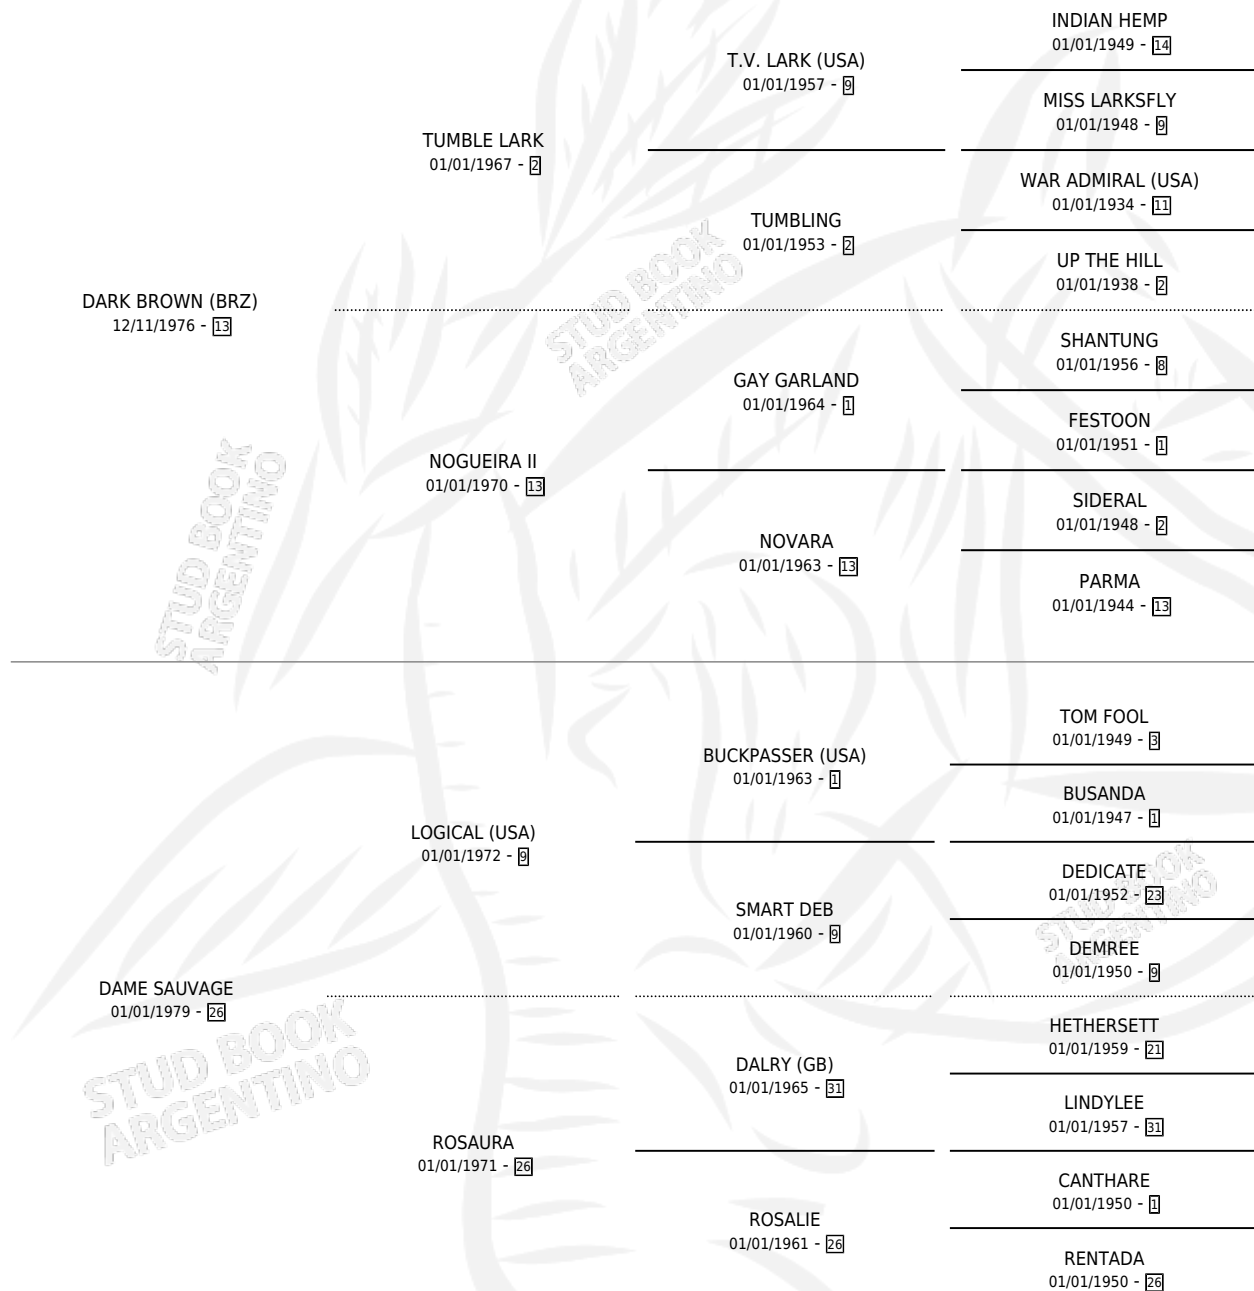 INDIAN HEMP
01/01/1949 - 14
T.V. LARK (USA)
01/01/1957 - 9
MISS LARKSFLY
01/01/1948 - 9
TUMBLE LARK
01/01/1967 - 2
WAR ADMIRAL (USA)
01/01/1934 - 11
TUMBLING
01/01/1953 - 2
UP THE HILL
01/01/1938 - 2
DARK BROWN (BRZ)
12/11/1976 - 13
SHANTUNG
01/01/1956 - 8
GAY GARLAND
01/01/1964 - 1
FESTOON
01/01/1951 - 1
NOGUEIRA II
01/01/1970 - 13
SIDERAL
01/01/1948 - 2
NOVARA
01/01/1963 - 13
PARMA
01/01/1944 - 13
TOM FOOL
01/01/1949 - 3
BUCKPASSER (USA)
01/01/1963 - 1
BUSANDA
01/01/1947 - 1
LOGICAL (USA)
01/01/1972 - 9
DEDICATE
01/01/1952 - 23
SMART DEB
01/01/1960 - 9
DEMREE
01/01/1950 - 9
DAME SAUVAGE
01/01/1979 - 26
HETHERSETT
01/01/1959 - 21
DALRY (GB)
01/01/1965 - 31
LINDYLEE
01/01/1957 - 31
ROSAURA
01/01/1971 - 26
CANTHARE
01/01/1950 - 1
ROSALIE
01/01/1961 - 26
RENTADA
01/01/1950 - 26
STUD BOOK
ARGENTINO
STUD BOOK
ARGENTINO
STUD BOOK
ARGENTINO
STUD BOOK
ARGENTINO